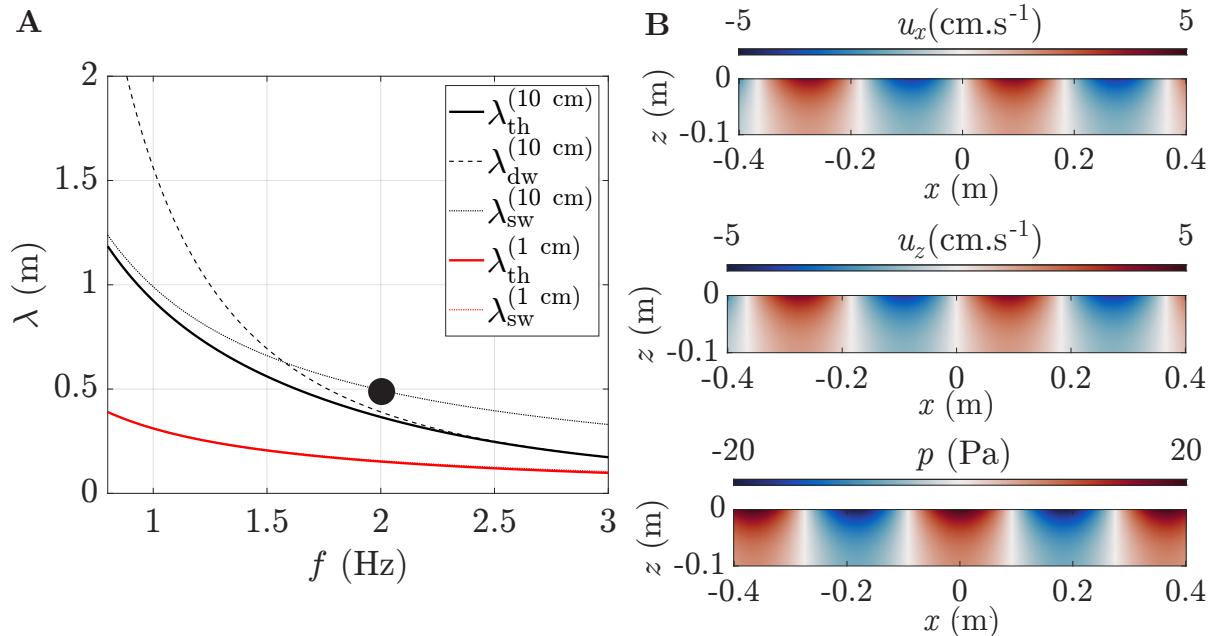 A
2
1.5
1
0.5
0
λ (m)
1
1.5
2
2.5
3
f (Hz)
λ_th^(10 cm)
λ_dw^(10 cm)
λ_sw^(10 cm)
λ_th^(1 cm)
λ_sw^(1 cm)
B
-5 u_x(cm.s⁻¹) 5
0
-0.1
z (m)
-0.4 -0.2 0 0.2 0.4
x (m)
-5 u_z(cm.s⁻¹) 5
0
-0.1
z (m)
-0.4 -0.2 0 0.2 0.4
x (m)
-20 p (Pa) 20
0
-0.1
z (m)
-0.4 -0.2 0 0.2 0.4
x (m)